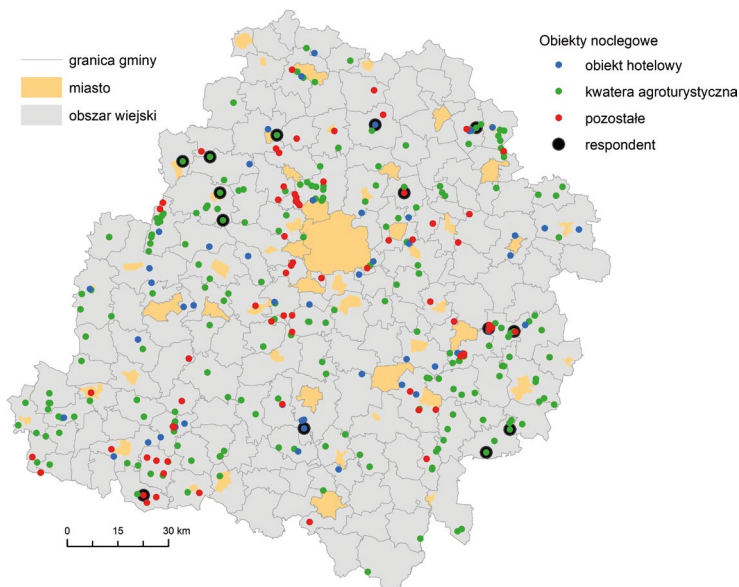 granica gminy
miasto
obszar wiejski
Obiekty noclegowe
obiekt hotelowy
kwatera agroturystyczna
pozostałe
respondent
0 15 30 km